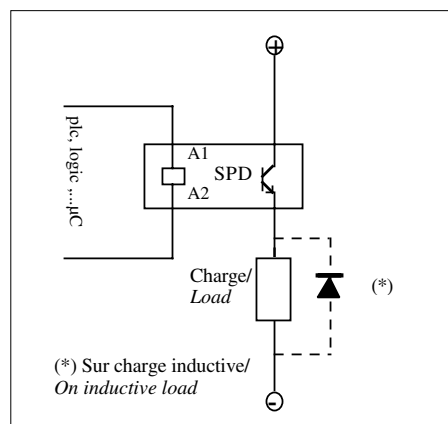 +
plc, logic ,...µC
A1
SPD
A2
Charge/
Load
(*)
(*) Sur charge inductive/
On inductive load
-